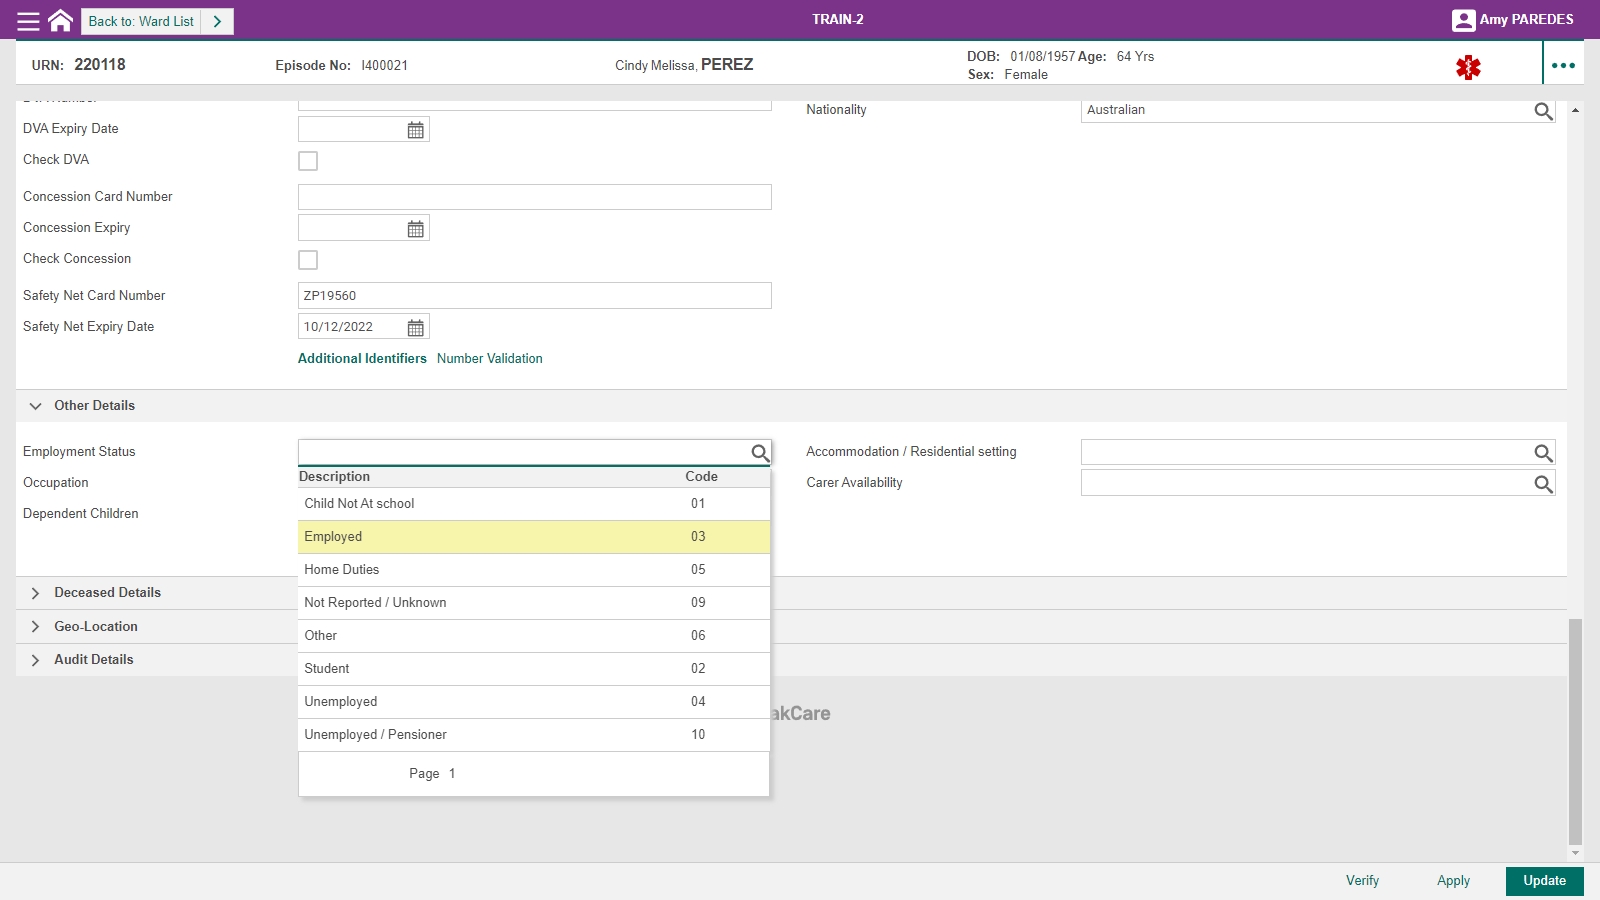 Back to: Ward List
TRAIN-2
Amy PAREDES
URN: 220118
Episode No: I400021
Cindy Melissa, PEREZ
DOB: 01/08/1957 Age: 64 Yrs
Sex: Female
Nationality Australian
DVA Expiry Date
Check DVA
Concession Card Number
Concession Expiry
Check Concession
Safety Net Card Number ZP19560
Safety Net Expiry Date 10/12/2022
Additional Identifiers Number Validation
Other Details
Employment Status
Accommodation / Residential setting
Occupation
Carer Availability
Dependent Children
Description Code
Child Not At school 01
Employed 03
Home Duties 05
Not Reported / Unknown 09
Other 06
Student 02
Unemployed 04
Unemployed / Pensioner 10
Page 1
Deceased Details
Geo-Location
Audit Details
akCare
Verify Apply Update